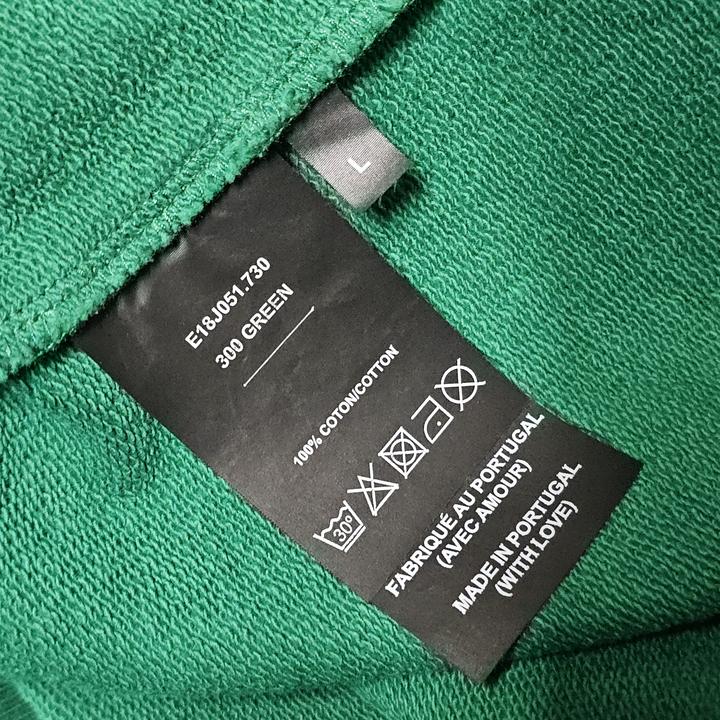 L
E18J051.730
300 GREEN
100% COTON/COTTON
30°
FABRIQUÉ AU PORTUGAL
(AVEC AMOUR)
MADE IN PORTUGAL
(WITH LOVE)